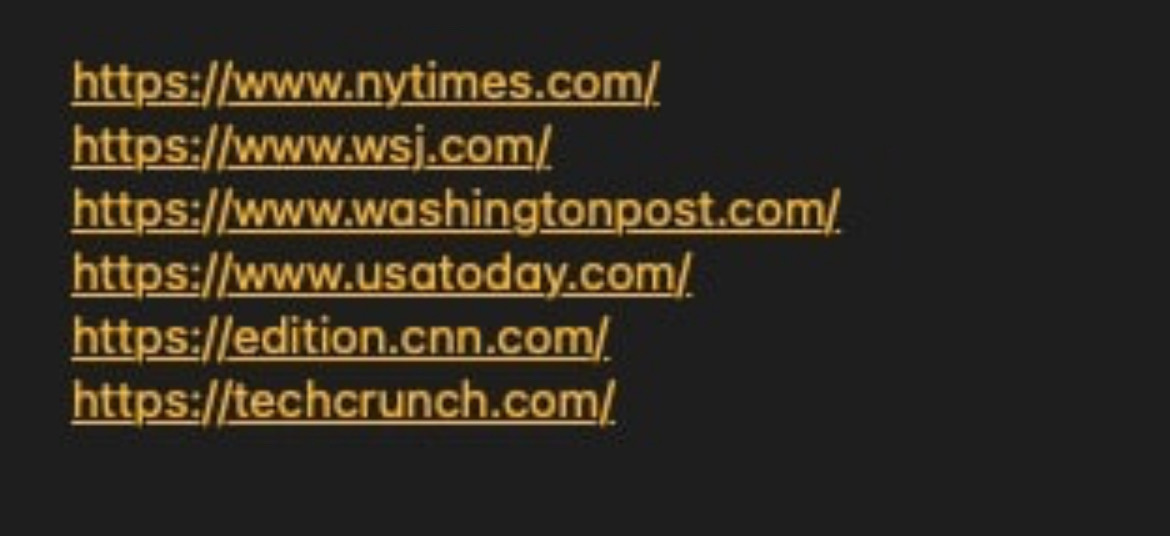 https://www.nytimes.com/
https://www.wsj.com/
https://www.washingtonpost.com/
https://www.usatoday.com/
https://edition.cnn.com/
https://techcrunch.com/